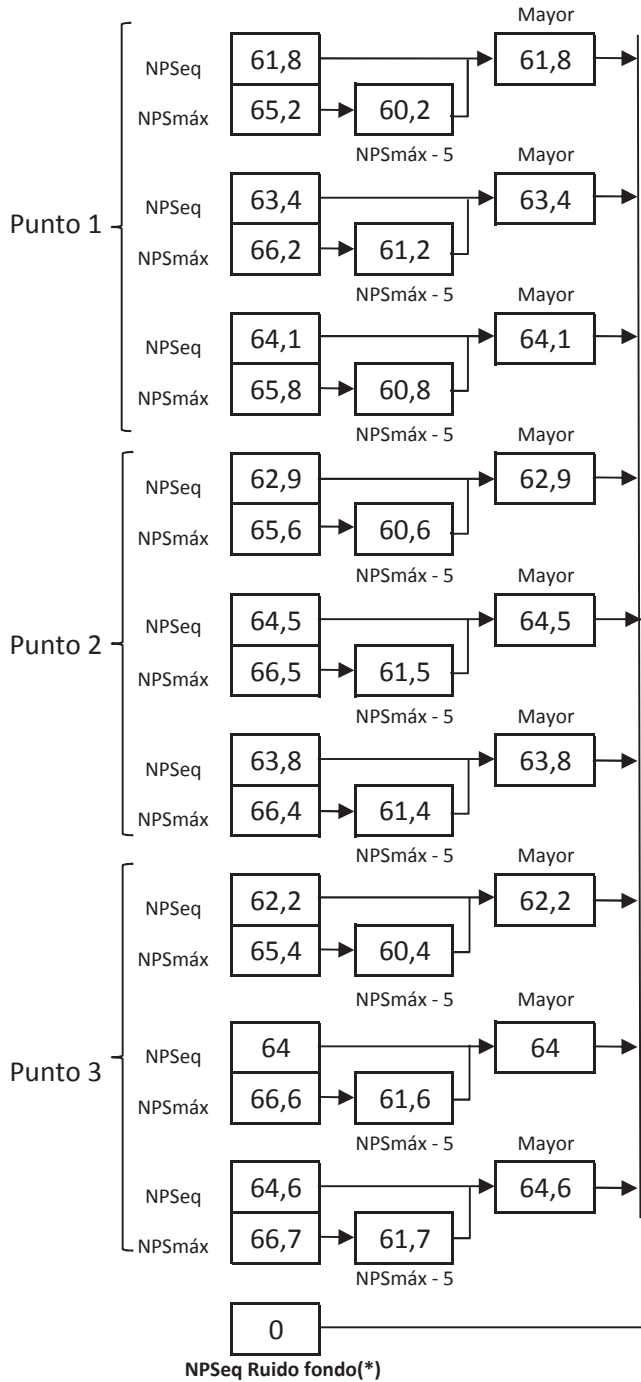 Mayor
NPSeq 61,8 61,8
NPSmáx 65,2 60,2
NPSmáx - 5
Mayor
NPSeq 63,4 63,4
Punto 1
NPSmáx 66,2 61,2
NPSmáx - 5
Mayor
NPSeq 64,1 64,1
NPSmáx 65,8 60,8
NPSmáx - 5
Mayor
NPSeq 62,9 62,9
NPSmáx 65,6 60,6
NPSmáx - 5
Mayor
NPSeq 64,5 64,5
Punto 2
NPSmáx 66,5 61,5
NPSmáx - 5
Mayor
NPSeq 63,8 63,8
NPSmáx 66,4 61,4
NPSmáx - 5
Mayor
NPSeq 62,2 62,2
NPSmáx 65,4 60,4
NPSmáx - 5
Mayor
NPSeq 64 64
Punto 3
NPSmáx 66,6 61,6
NPSmáx - 5
Mayor
NPSeq 64,6 64,6
NPSmáx 66,7 61,7
NPSmáx - 5
0
NPSeq Ruido fondo(*)